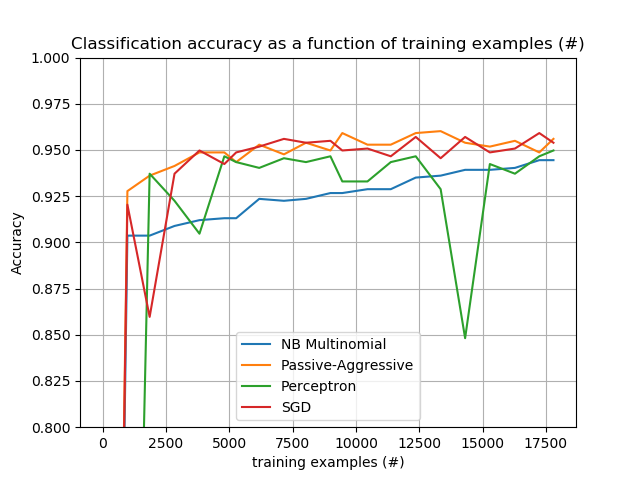 Classification accuracy as a function of training examples (#)
1.000
0.975
0.950
0.925
0.900
0.875
0.850
0.825
0.800
Accuracy
NB Multinomial
Passive-Aggressive
Perceptron
SGD
0 2500 5000 7500 10000 12500 15000 17500
training examples (#)